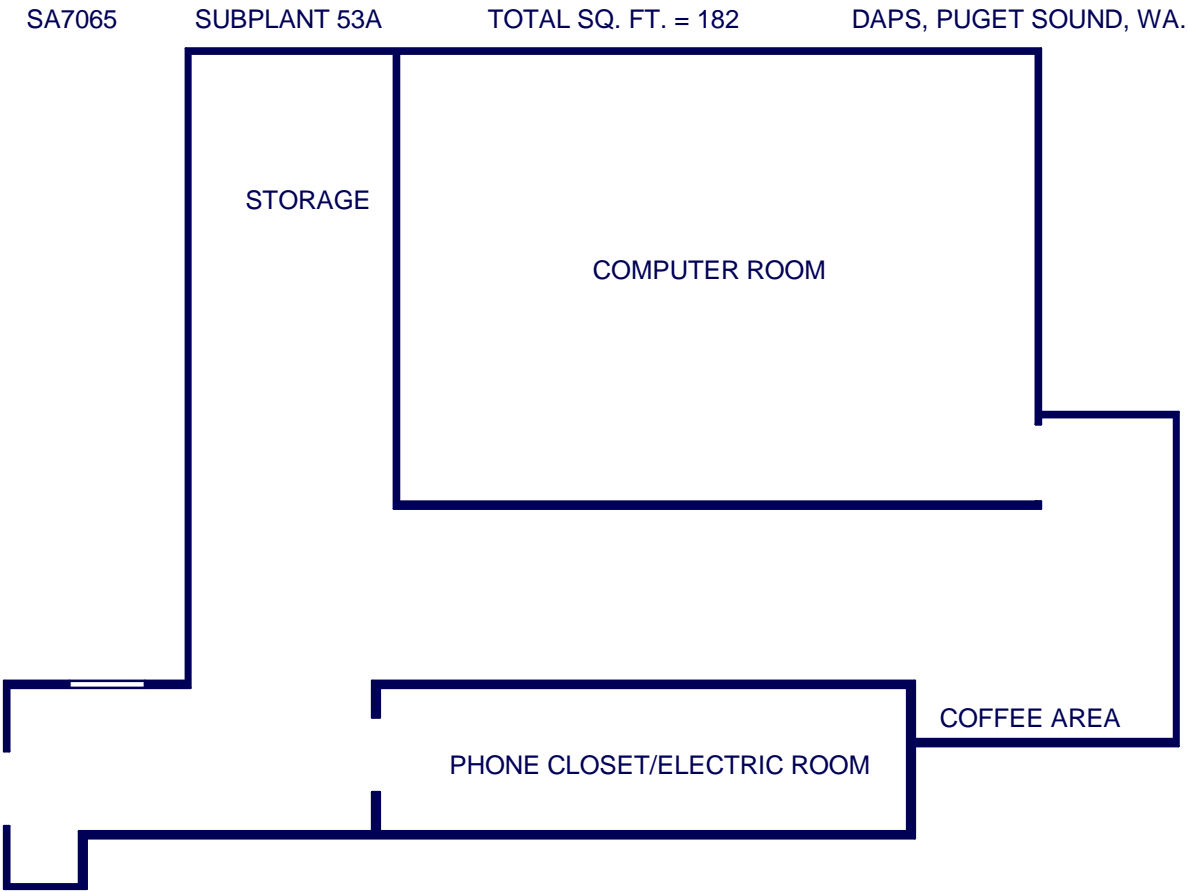 SA7065 SUBPLANT 53A TOTAL SQ. FT. = 182 DAPS, PUGET SOUND, WA.
STORAGE
COMPUTER ROOM
COFFEE AREA
PHONE CLOSET/ELECTRIC ROOM